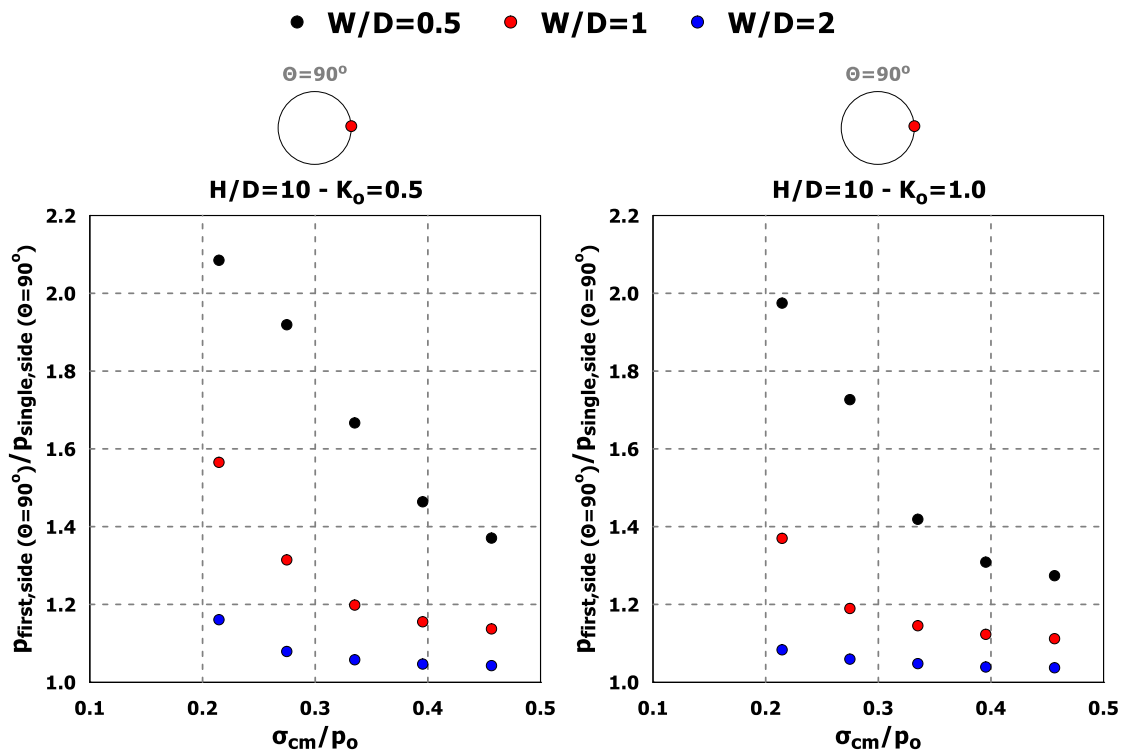 W/D=0.5 W/D=1 W/D=2
Θ=90° Θ=90°
H/D=10 - Ko=0.5 H/D=10 - Ko=1.0
pfirst,side (Θ=90°)/psingle,side (Θ=90°)
2.2
2.0
1.8
1.6
1.4
1.2
1.0
0.1 0.2 0.3 0.4 0.5
σcm/po
pfirst,side (Θ=90°)/psingle,side (Θ=90°)
2.2
2.0
1.8
1.6
1.4
1.2
1.0
0.1 0.2 0.3 0.4 0.5
σcm/po